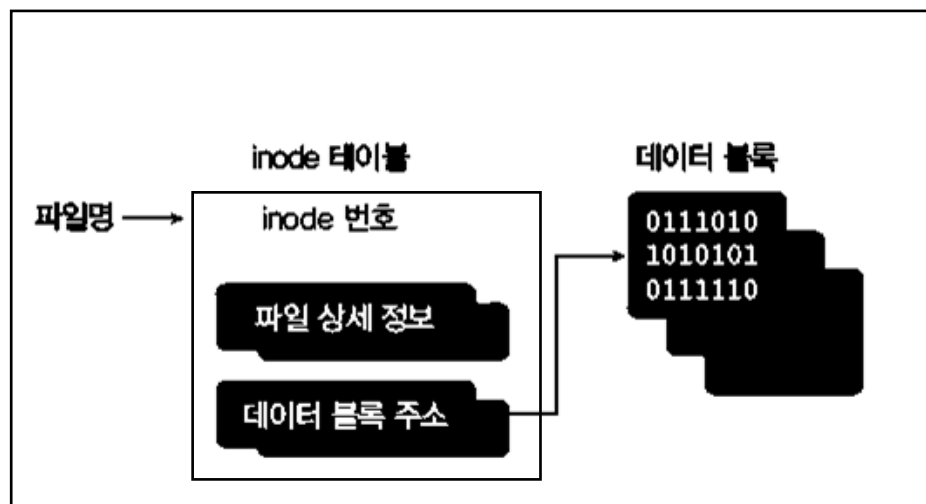 inode 테이블
데이터 블록
파일명
inode 번호
0111010
1010101
0111110
파일 상세 정보
데이터 블록 주소